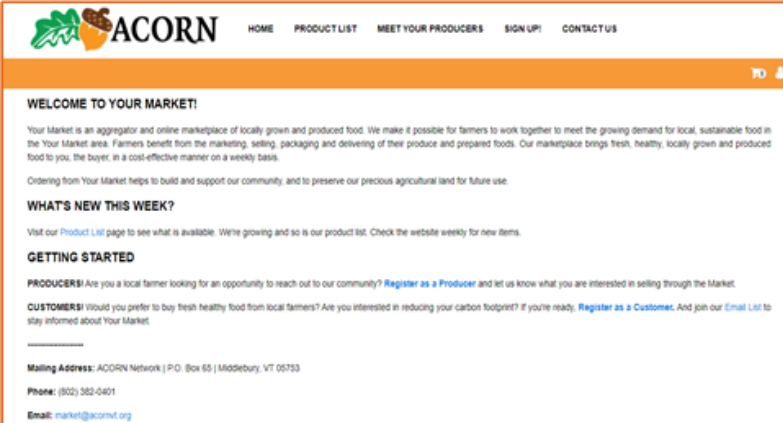 ACORN
HOME PRODUCT LIST MEET YOUR PRODUCERS SIGN UP! CONTACT US
0
WELCOME TO YOUR MARKET!
Your Market is an aggregator and online marketplace of locally grown and produced food. We make it possible for farmers to work together to meet the growing demand for local, sustainable food in
the Your Market area. Farmers benefit from the marketing, selling, packaging and delivering of their produce and prepared foods. Our marketplace brings fresh, healthy, locally grown and produced
food to you, the buyer, in a cost-effective manner on a weekly basis.
Ordering from Your Market helps to build and support our community, and to preserve our precious agricultural land for future use.
WHAT'S NEW THIS WEEK?
Visit our Product List page to see what is available. We're growing and so is our product list. Check the website weekly for new items.
GETTING STARTED
PRODUCERS! Are you a local farmer looking for an opportunity to reach out to our community? Register as a Producer and let us know what you are interested in selling through the Market.
CUSTOMERS! Would you prefer to buy fresh healthy food from local farmers? Are you interested in reducing your carbon footprint? If you're ready, Register as a Customer. And join our Email List to
stay informed about Your Market.
--------------------
Mailing Address: ACORN Network | P.O. Box 65 | Middlebury, VT 05753
Phone: (802) 382-0401
Email: market@acornvt.org